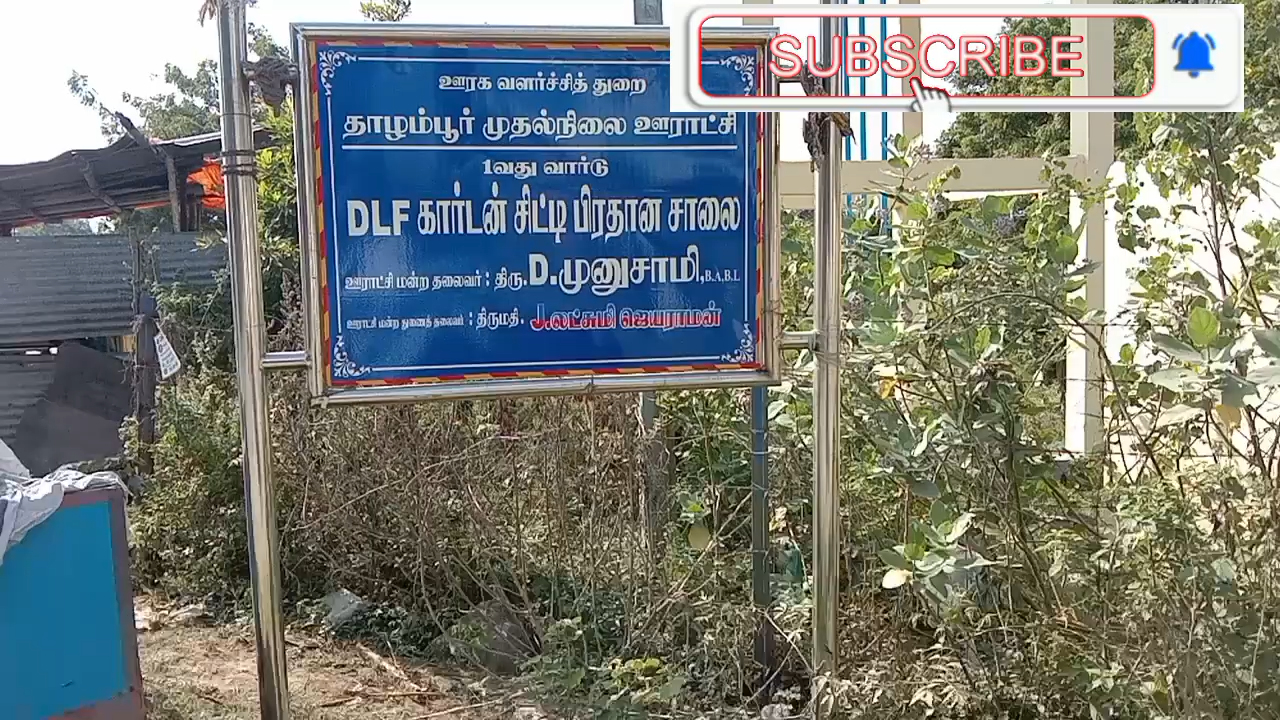 SUBSCRIBE
ஊரக வளர்ச்சித் துறை
தாழம்பூர் முதல்நிலை ஊராட்சி
1வது வார்டு
DLF கார்டன் சிட்டி பிரதான சாலை
ஊராட்சி மன்ற தலைவர் : திரு.D.முனுசாமி,B.A,B.L
ஊராட்சி மன்ற துணைத் தலைவர் : திருமதி. J.லட்சுமி ஜெயராமன்